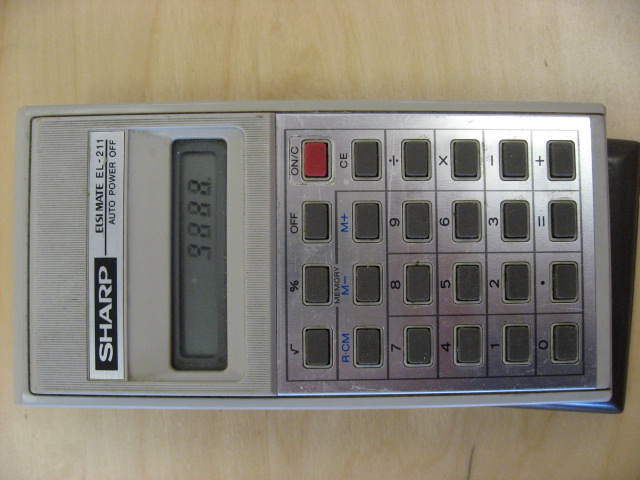 SHARP
ELSI MATE EL-211
AUTO POWER OFF
√ % OFF ON/C
MEMORY
R·CM M− M+ CE
7 8 9 ÷
4 5 6 ×
1 2 3 −
0 · = +